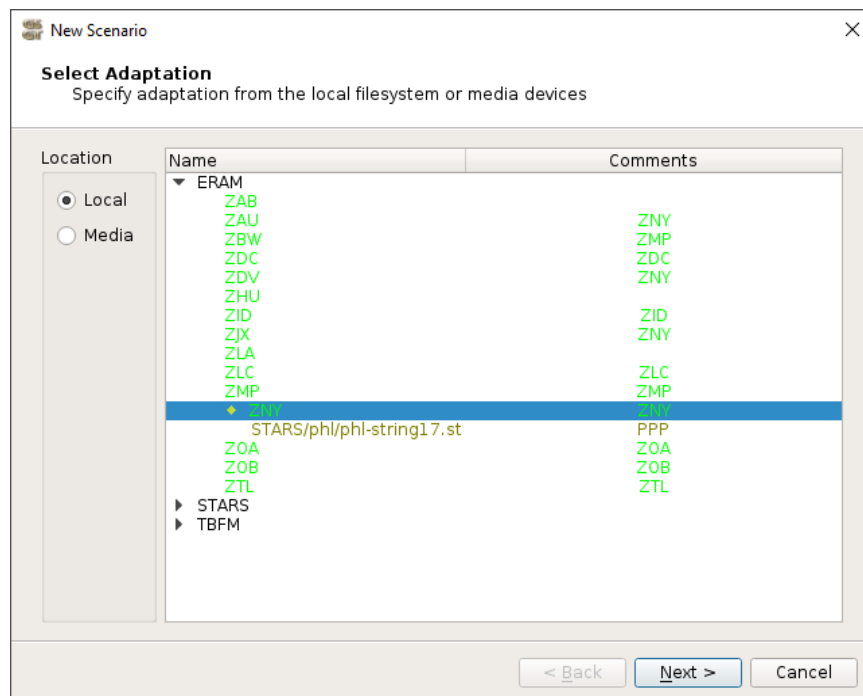 New Scenario
Select Adaptation
Specify adaptation from the local filesystem or media devices
Location
Local
Media
Name Comments
ERAM
ZAB
ZAU ZNY
ZBW ZMP
ZDC ZDC
ZDV ZNY
ZHU
ZID ZID
ZJX ZNY
ZLA
ZLC ZLC
ZMP ZMP
ZNY ZNY
STARS/phl/phl-string17.st PPP
ZOA ZOA
ZOB ZOB
ZTL ZTL
STARS
TBFM
< Back Next > Cancel